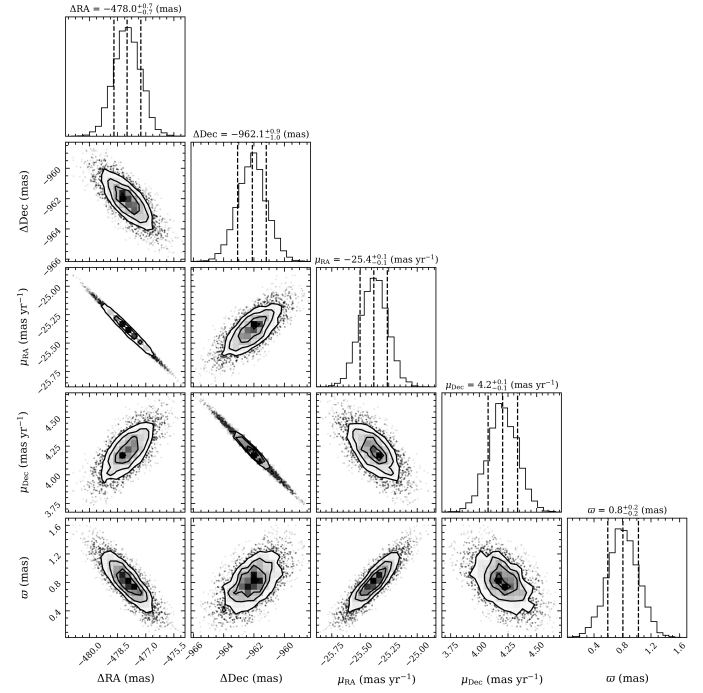 ΔRA = −478.0+0.7−0.7 (mas)
ΔDec = −962.1+0.9−1.0 (mas)
μRA = −25.4+0.1−0.1 (mas yr−1)
μDec = 4.2+0.1−0.1 (mas yr−1)
ϖ = 0.8+0.2−0.2 (mas)
ΔDec (mas)
−960
−962
−964
−966
μRA (mas yr−1)
−25.00
−25.25
−25.50
−25.75
μDec (mas yr−1)
4.50
4.25
4.00
3.75
ϖ (mas)
1.6
1.2
0.8
0.4
−480.0 −478.5 −477.0 −475.5
−966 −964 −962 −960
−25.75 −25.50 −25.25 −25.00
3.75 4.00 4.25 4.50
0.4 0.8 1.2 1.6
ΔRA (mas)
ΔDec (mas)
μRA (mas yr−1)
μDec (mas yr−1)
ϖ (mas)